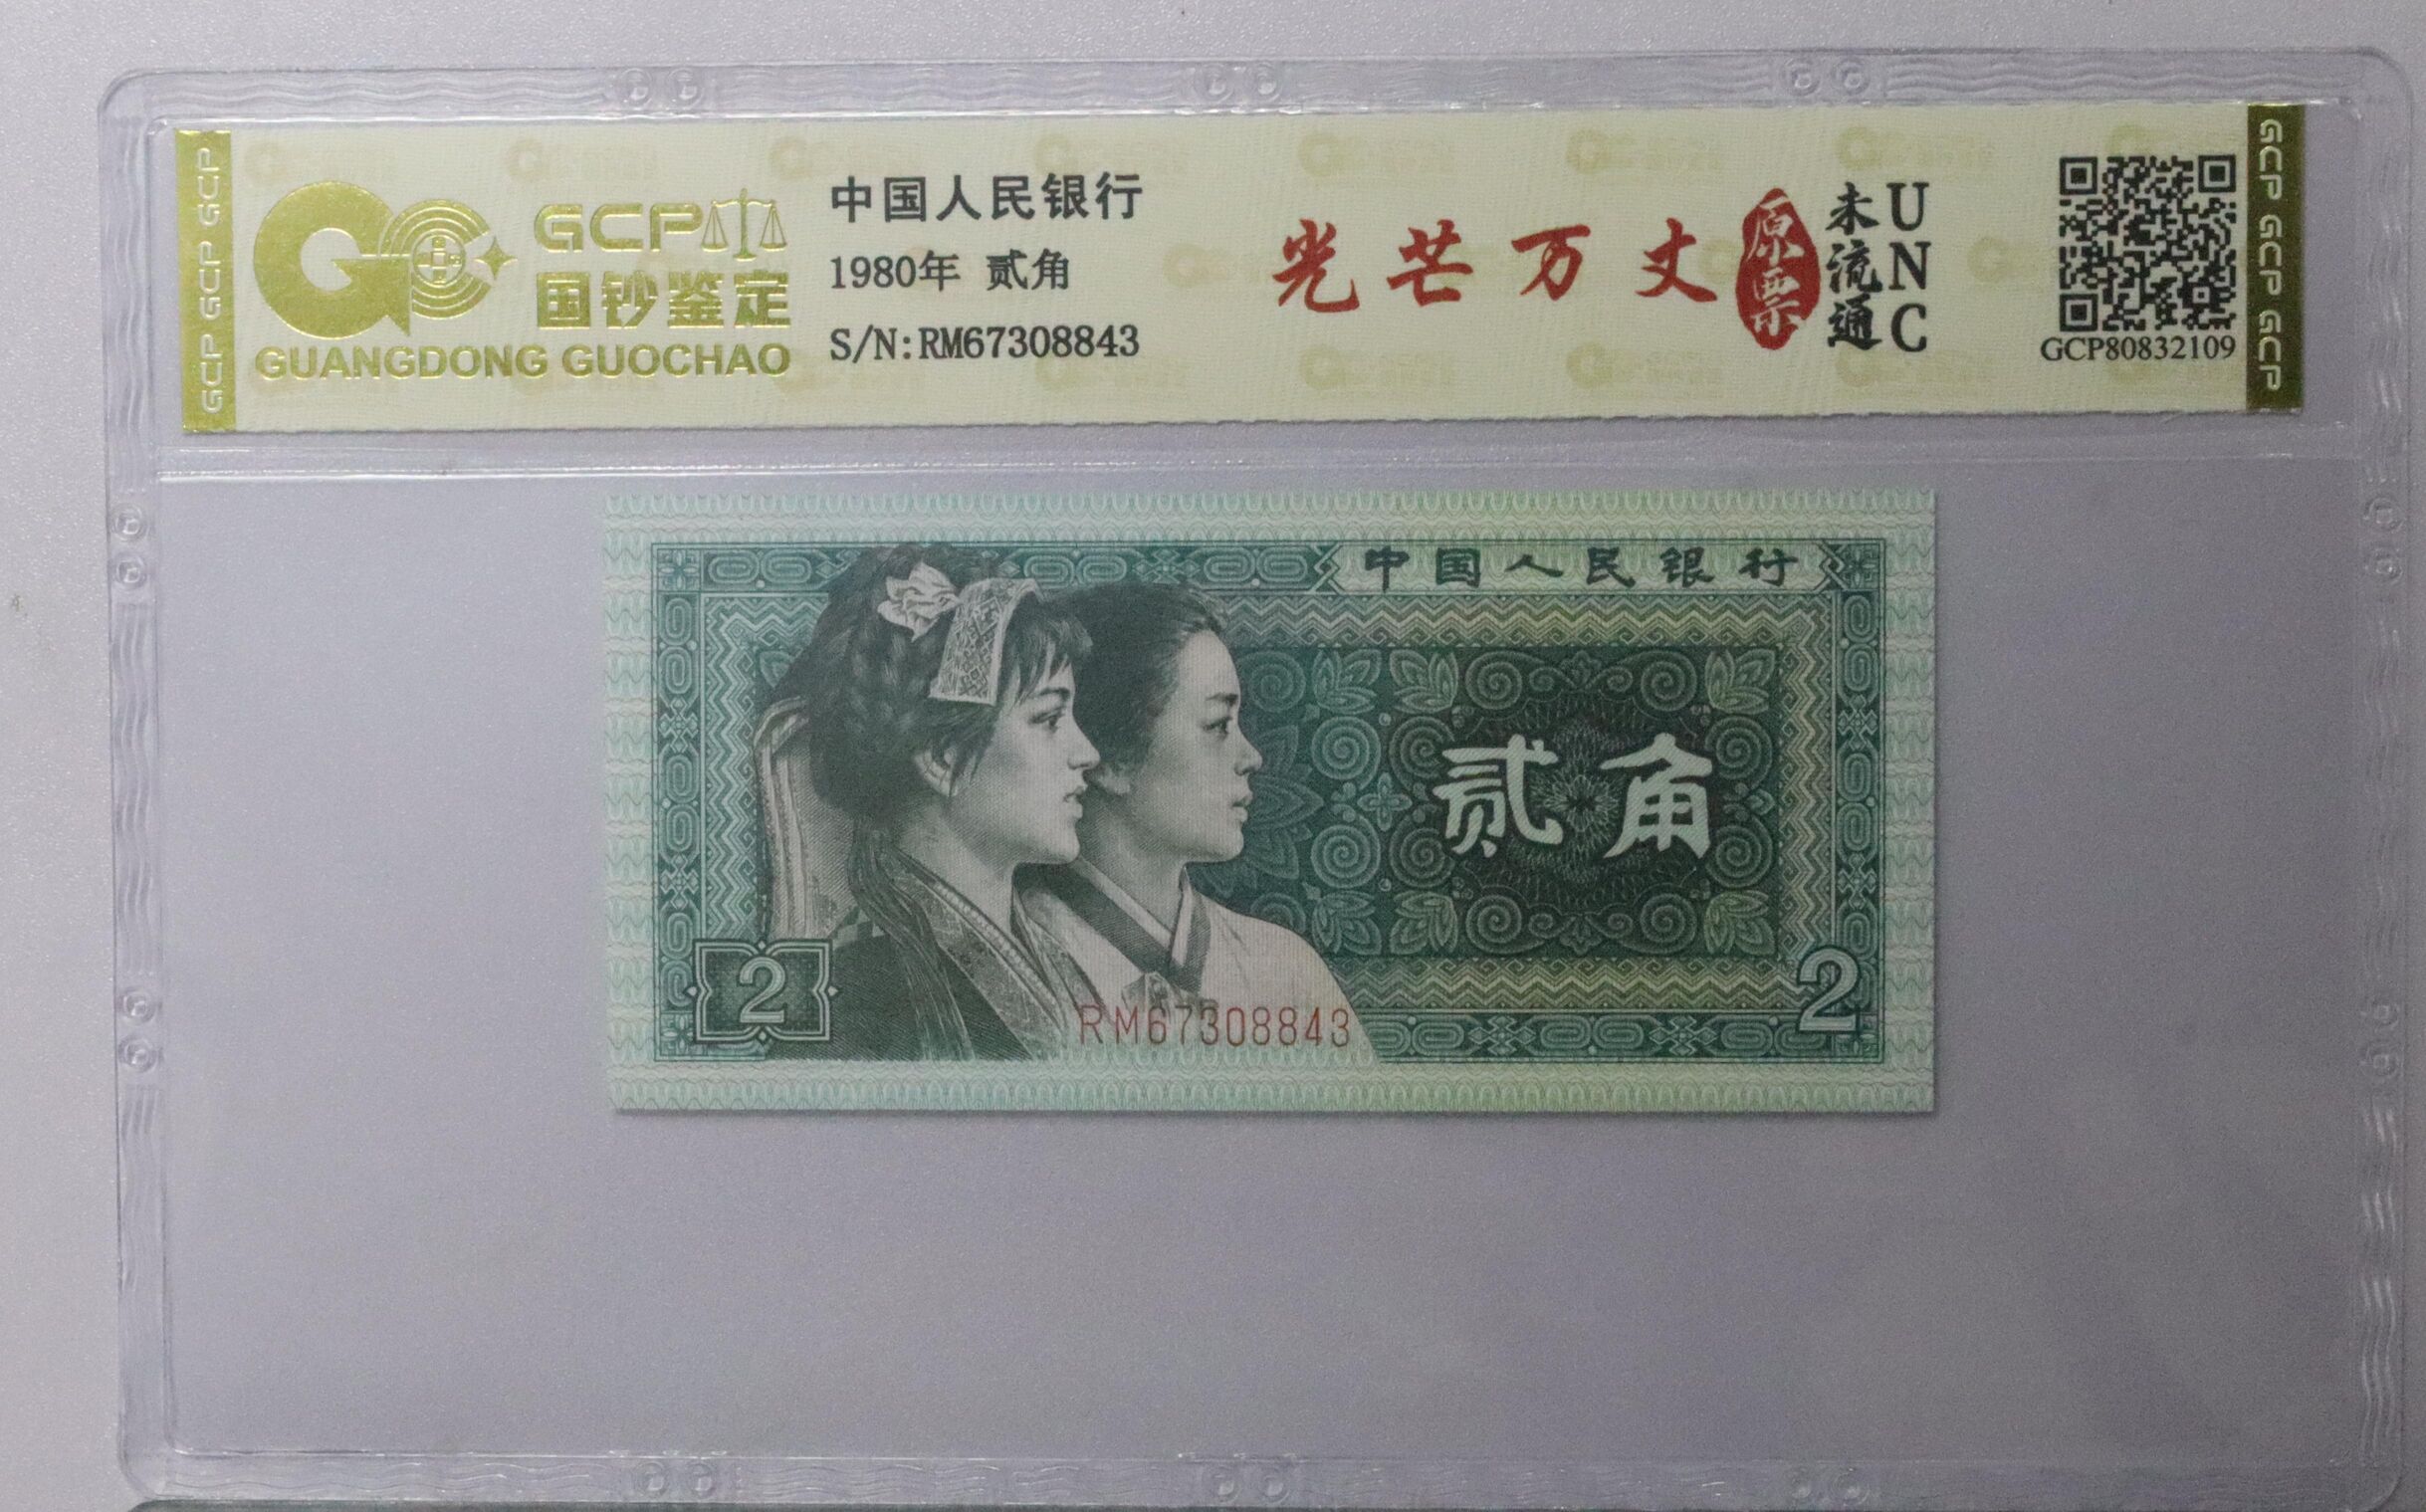 GCP GCP GCP
GCP
国钞鉴定
GUANGDONG GUOCHAO
中国人民银行
1980年 贰角
S/N:RM67308843
光芒万丈
原票
未流通
UNC
GCP80832109
GCP GCP GCP
中国人民银行
贰角
2
RM67308843
2